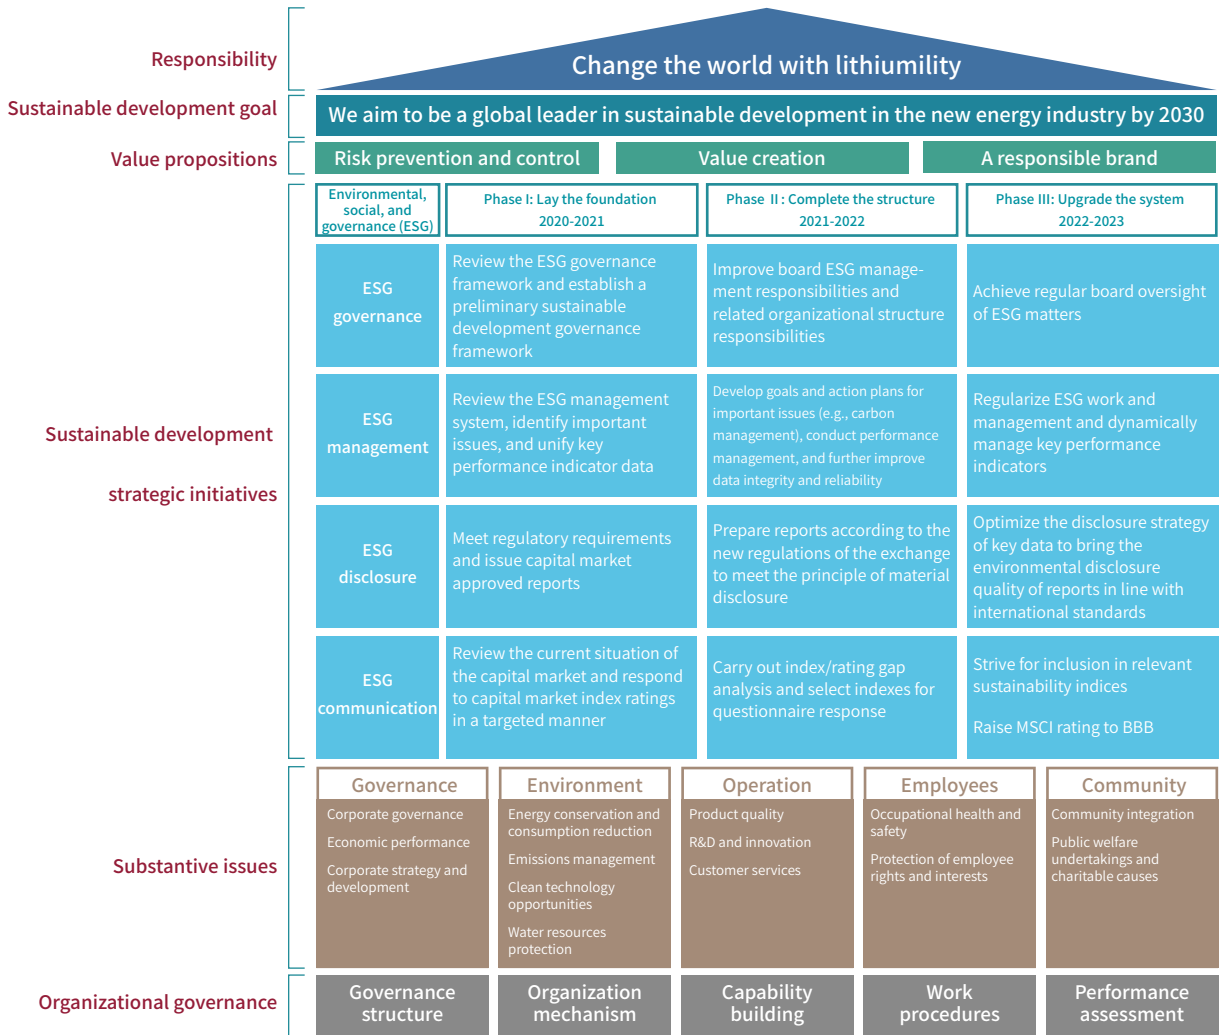 Responsibility
Change the world with lithiumility
Sustainable development goal
We aim to be a global leader in sustainable development in the new energy industry by 2030
Value propositions
Risk prevention and control
Value creation
A responsible brand
Sustainable development
strategic initiatives
Environmental,
social, and
governance (ESG)
Phase I: Lay the foundation
2020-2021
Phase II : Complete the structure
2021-2022
Phase III: Upgrade the system
2022-2023
ESG
governance
Review the ESG governance
framework and establish a
preliminary sustainable
development governance
framework
Improve board ESG manage-
ment responsibilities and
related organizational structure
responsibilities
Achieve regular board oversight
of ESG matters
ESG
management
Review the ESG management
system, identify important
issues, and unify key
performance indicator data
Develop goals and action plans for
important issues (e.g., carbon
management), conduct performance
management, and further improve
data integrity and reliability
Regularize ESG work and
management and dynamically
manage key performance
indicators
ESG
disclosure
Meet regulatory requirements
and issue capital market
approved reports
Prepare reports according to the
new regulations of the exchange
to meet the principle of material
disclosure
Optimize the disclosure strategy
of key data to bring the
environmental disclosure
quality of reports in line with
international standards
ESG
communication
Review the current situation of
the capital market and respond
to capital market index ratings
in a targeted manner
Carry out index/rating gap
analysis and select indexes for
questionnaire response
Strive for inclusion in relevant
sustainability indices
Raise MSCI rating to BBB
Substantive issues
Governance
Corporate governance
Economic performance
Corporate strategy and
development
Environment
Energy conservation and
consumption reduction
Emissions management
Clean technology
opportunities
Water resources
protection
Operation
Product quality
R&D and innovation
Customer services
Employees
Occupational health and
safety
Protection of employee
rights and interests
Community
Community integration
Public welfare
undertakings and
charitable causes
Organizational governance
Governance
structure
Organization
mechanism
Capability
building
Work
procedures
Performance
assessment